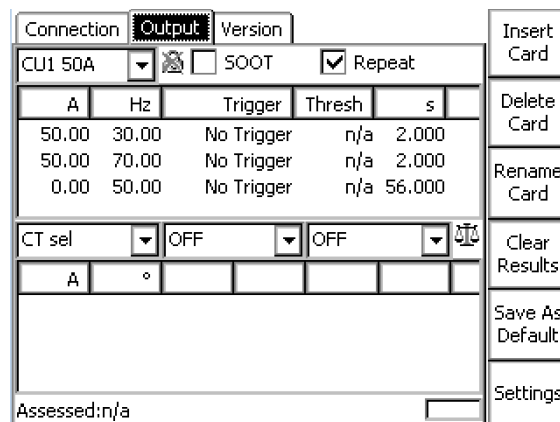 Connection Output Version
CU1 50A SOOT Repeat
A Hz Trigger Thresh s
50.00 30.00 No Trigger n/a 2.000
50.00 70.00 No Trigger n/a 2.000
0.00 50.00 No Trigger n/a 56.000
CT sel OFF OFF
A °
Assessed:n/a
Insert
Card
Delete
Card
Rename
Card
Clear
Results
Save As
Default
Settings